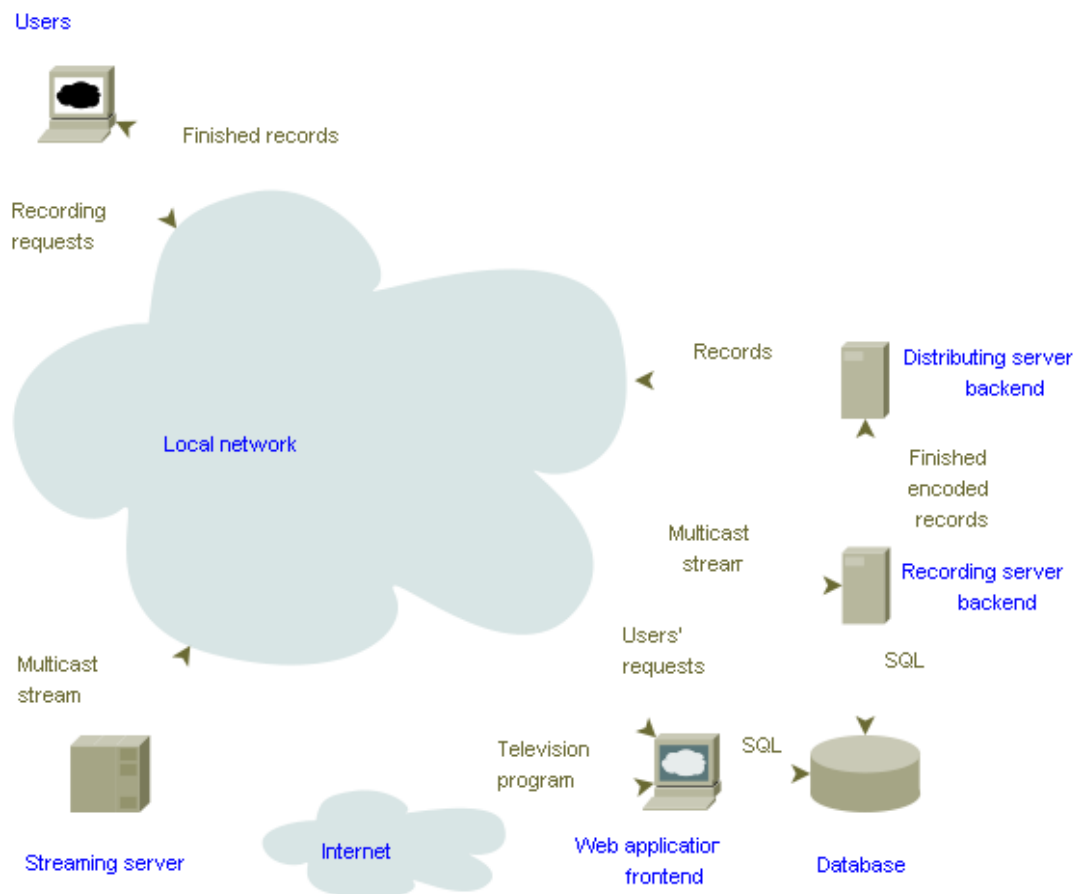 Users
Finished records
Recording
requests
Records
Distributing server
backend
Local network
Finished
encoded
records
Multicast
stream
Recording server
backend
Users'
requests
SQL
Multicast
stream
Television
program
SQL
Streaming server
Internet
Web application
frontend
Database